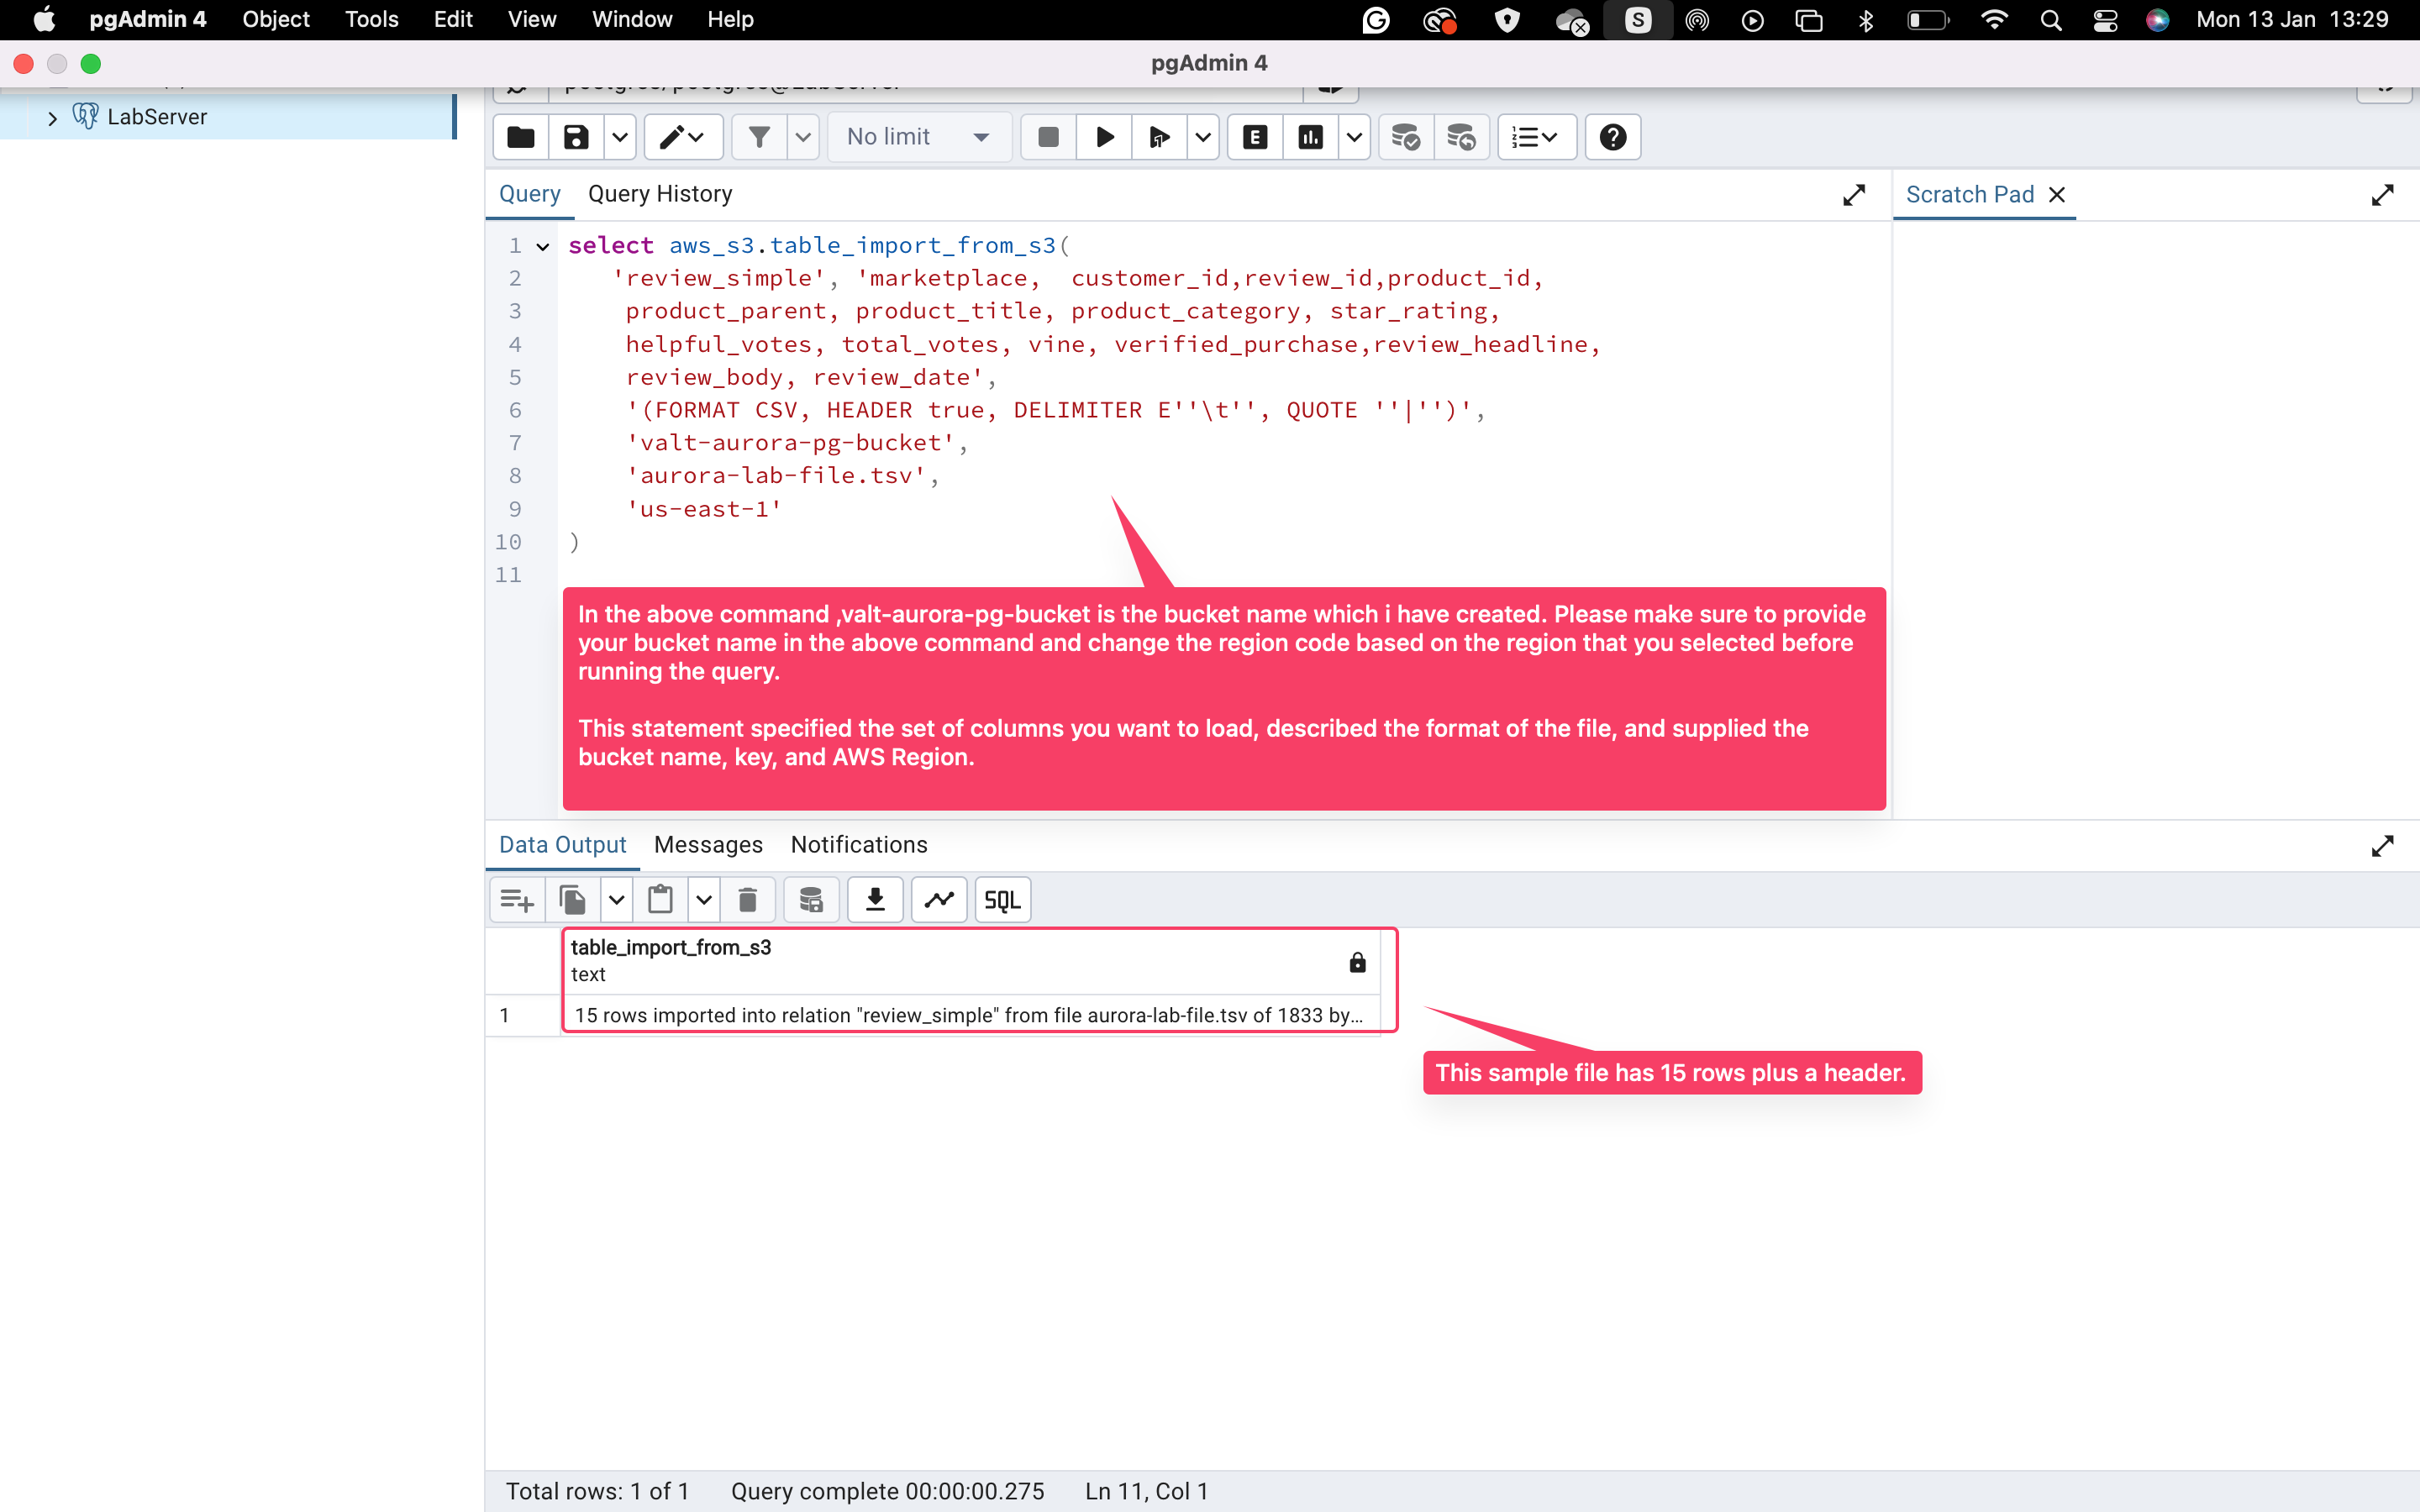 pgAdmin 4 Object Tools Edit View Window Help Mon 13 Jan 13:29
pgAdmin 4
LabServer
No limit
Query Query History Scratch Pad
1 select aws_s3.table_import_from_s3(
2 'review_simple', 'marketplace, customer_id,review_id,product_id,
3 product_parent, product_title, product_category, star_rating,
4 helpful_votes, total_votes, vine, verified_purchase,review_headline,
5 review_body, review_date',
6 '(FORMAT CSV, HEADER true, DELIMITER E''\t'', QUOTE ''|'')',
7 'valt-aurora-pg-bucket',
8 'aurora-lab-file.tsv',
9 'us-east-1'
10 )
11
In the above command ,valt-aurora-pg-bucket is the bucket name which i have created. Please make sure to provide
your bucket name in the above command and change the region code based on the region that you selected before
running the query.
This statement specified the set of columns you want to load, described the format of the file, and supplied the
bucket name, key, and AWS Region.
Data Output Messages Notifications
SQL
table_import_from_s3
text
1 15 rows imported into relation "review_simple" from file aurora-lab-file.tsv of 1833 by...
This sample file has 15 rows plus a header.
Total rows: 1 of 1 Query complete 00:00:00.275 Ln 11, Col 1